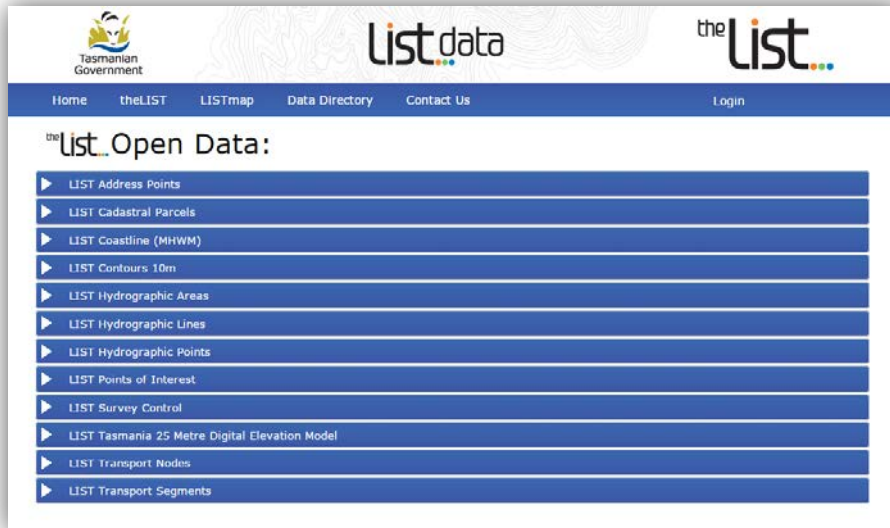 Tasmanian
Government
LIST data
the LIST...
Home theLIST LISTmap Data Directory Contact Us Login
the LIST... Open Data:
LIST Address Points
LIST Cadastral Parcels
LIST Coastline (MHWM)
LIST Contours 10m
LIST Hydrographic Areas
LIST Hydrographic Lines
LIST Hydrographic Points
LIST Points of Interest
LIST Survey Control
LIST Tasmania 25 Metre Digital Elevation Model
LIST Transport Nodes
LIST Transport Segments